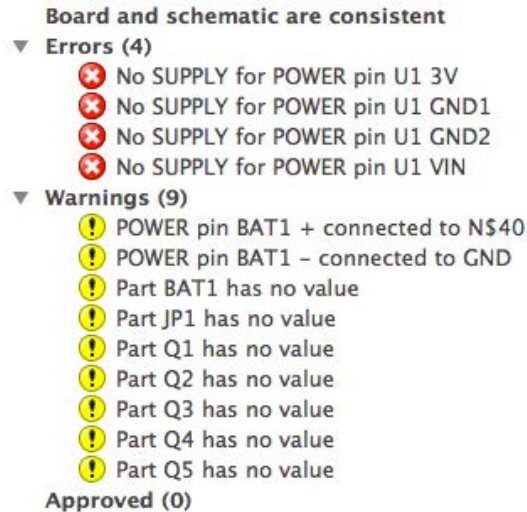 Board and schematic are consistent
Errors (4)
No SUPPLY for POWER pin U1 3V
No SUPPLY for POWER pin U1 GND1
No SUPPLY for POWER pin U1 GND2
No SUPPLY for POWER pin U1 VIN
Warnings (9)
POWER pin BAT1 + connected to N$40
POWER pin BAT1 – connected to GND
Part BAT1 has no value
Part JP1 has no value
Part Q1 has no value
Part Q2 has no value
Part Q3 has no value
Part Q4 has no value
Part Q5 has no value
Approved (0)